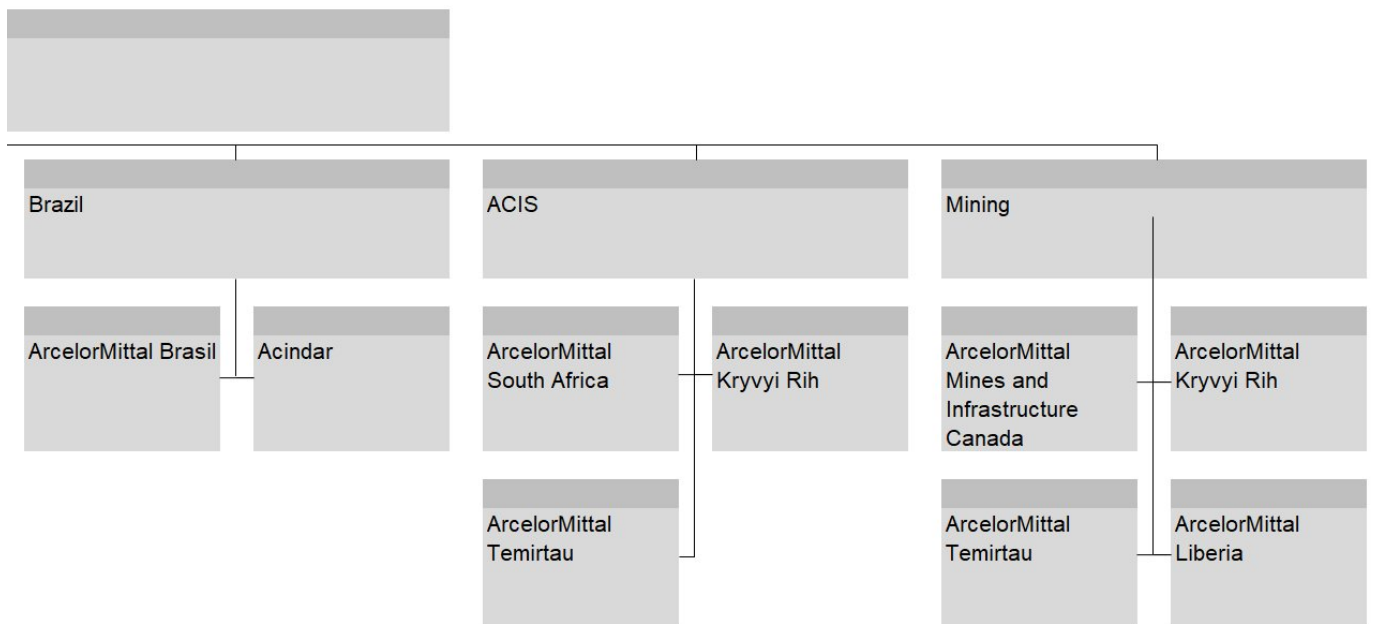 Brazil
ACIS
Mining
ArcelorMittal Brasil
Acindar
ArcelorMittal
South Africa
ArcelorMittal
Kryvyi Rih
ArcelorMittal
Mines and
Infrastructure
Canada
ArcelorMittal
Kryvyi Rih
ArcelorMittal
Temirtau
ArcelorMittal
Temirtau
ArcelorMittal
Liberia